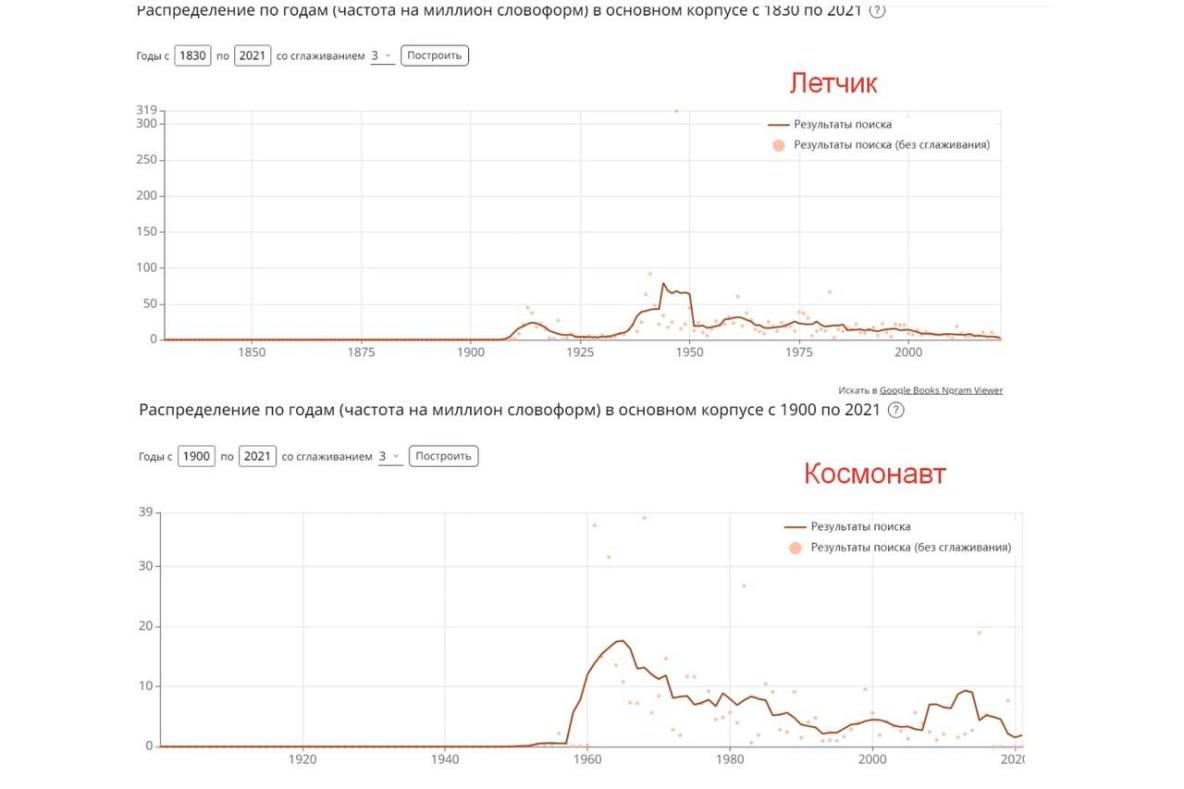 Распределение по годам (частота на миллион словоформ) в основном корпусе с 1830 по 2021 ?
Годы с 1830 по 2021 со сглаживанием 3 Построить
Летчик
319
300
250
200
150
100
50
0
Результаты поиска
Результаты поиска (без сглаживания)
1850 1875 1900 1925 1950 1975 2000
Искать в Google Books Ngram Viewer
Распределение по годам (частота на миллион словоформ) в основном корпусе с 1900 по 2021 ?
Годы с 1900 по 2021 со сглаживанием 3 Построить
Космонавт
39
30
20
10
0
Результаты поиска
Результаты поиска (без сглаживания)
1920 1940 1960 1980 2000 2020